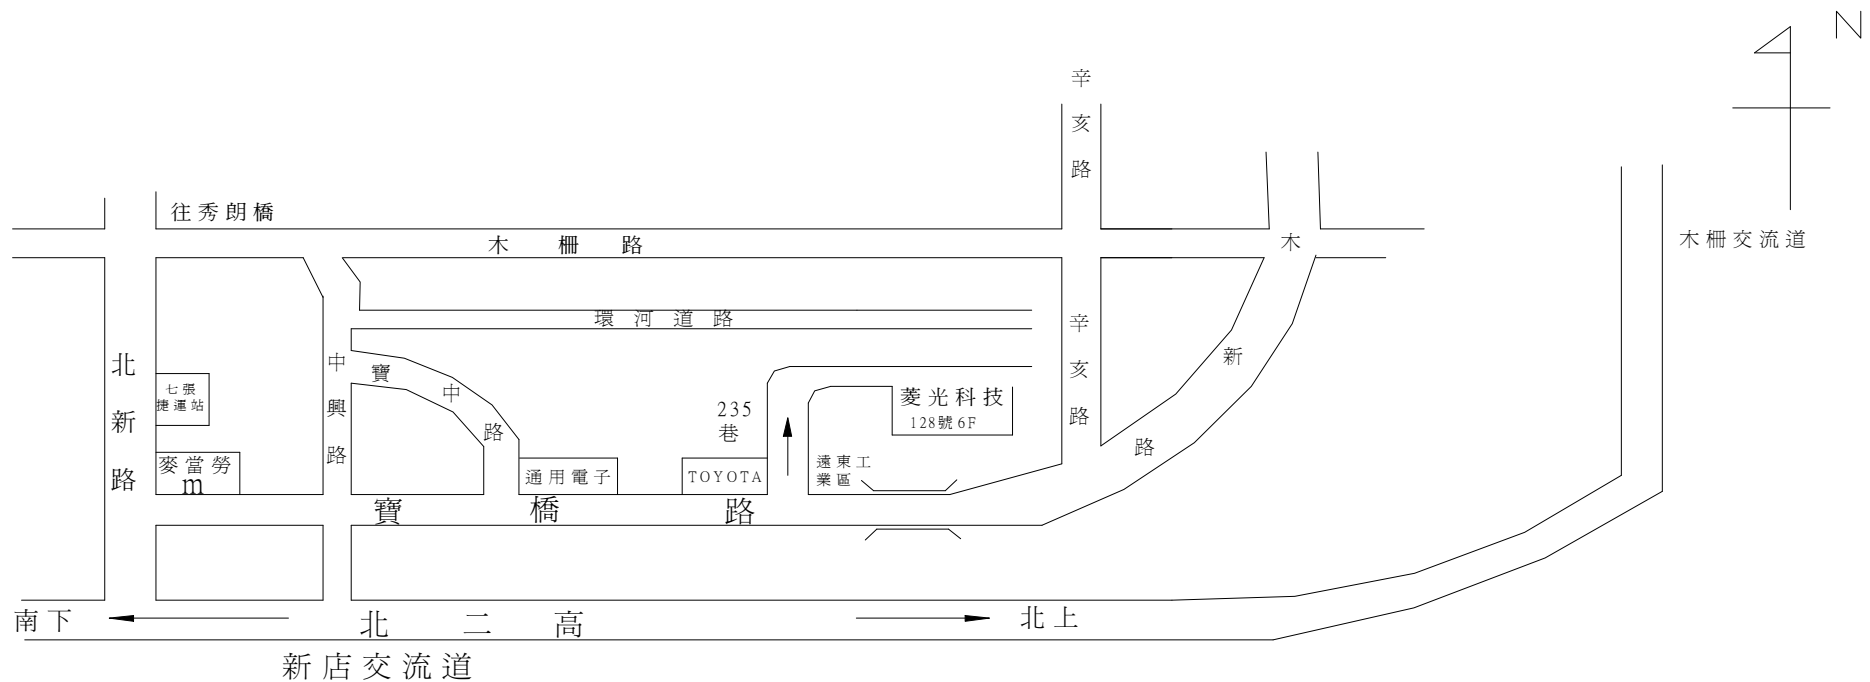 N
辛亥路
往秀朗橋
木柵路
木柵交流道
木新路
環河道路
辛亥路
北新路
七張
捷運站
中興路
寶中路
235
巷
菱光科技
128號6F
麥當勞
m
通用電子
TOYOTA
遠東工
業區
寶橋路
南下
北二高
北上
新店交流道